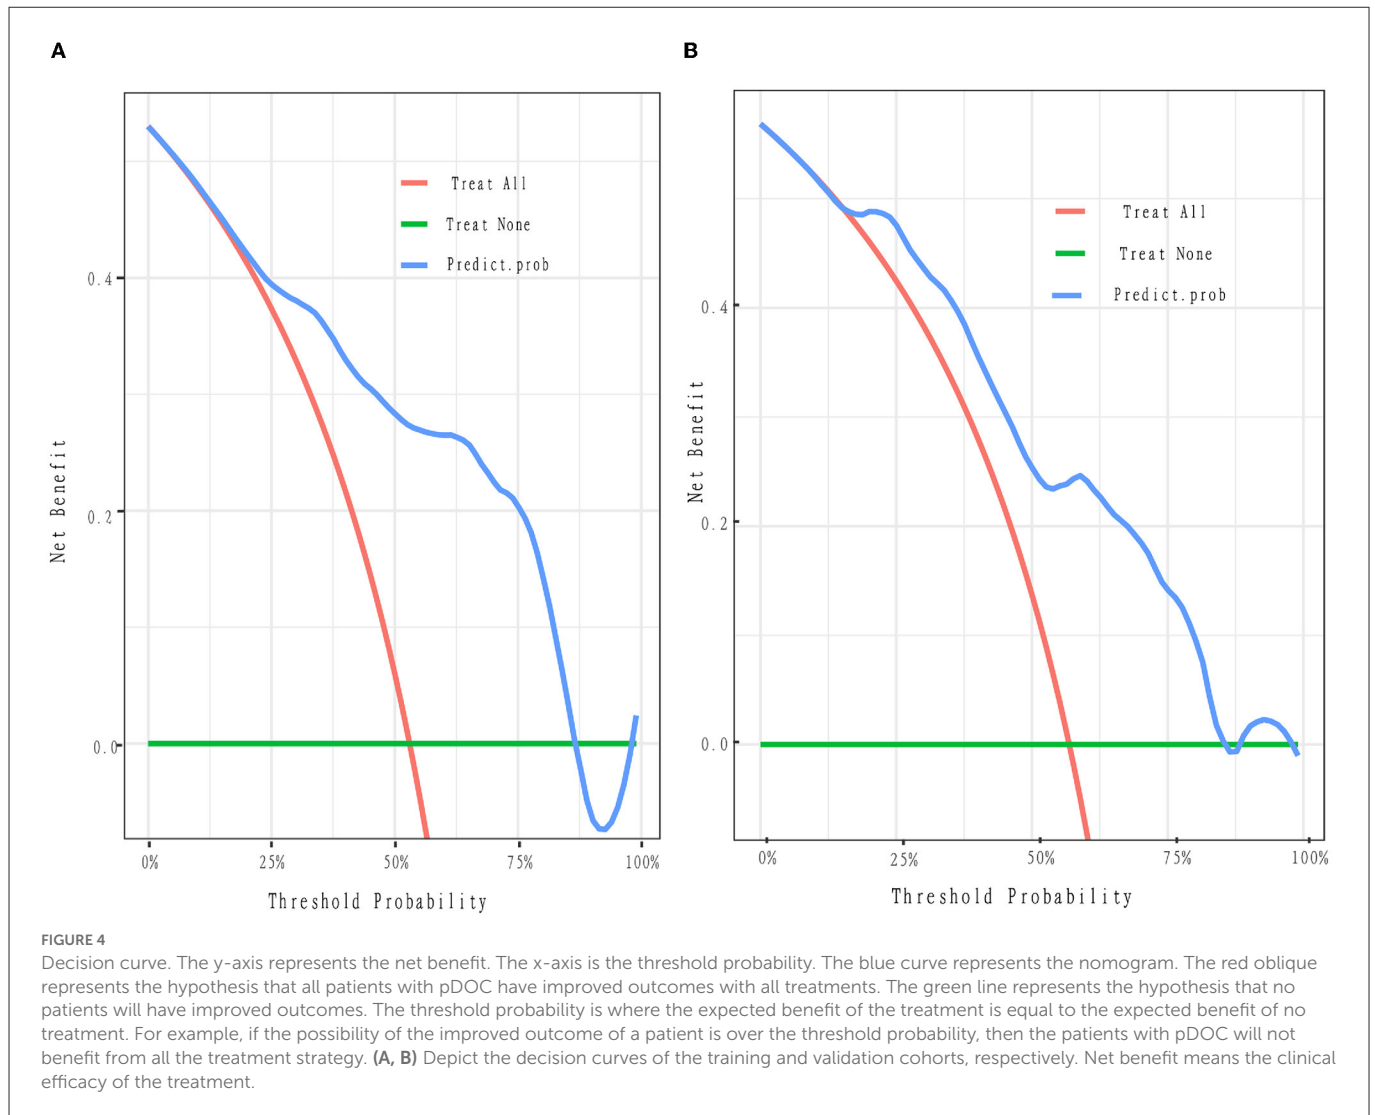 A
B
Treat All
Treat None
Predict.prob
Treat All
Treat None
Predict.prob
0.4
0.2
0.0
0.4
0.2
0.0
Net Benefit
Net Benefit
0%
25%
50%
75%
100%
0%
25%
50%
75%
100%
Threshold Probability
Threshold Probability
FIGURE 4
Decision curve. The y-axis represents the net benefit. The x-axis is the threshold probability. The blue curve represents the nomogram. The red oblique
represents the hypothesis that all patients with pDOC have improved outcomes with all treatments. The green line represents the hypothesis that no
patients will have improved outcomes. The threshold probability is where the expected benefit of the treatment is equal to the expected benefit of no
treatment. For example, if the possibility of the improved outcome of a patient is over the threshold probability, then the patients with pDOC will not
benefit from all the treatment strategy. (A, B) Depict the decision curves of the training and validation cohorts, respectively. Net benefit means the clinical
efficacy of the treatment.